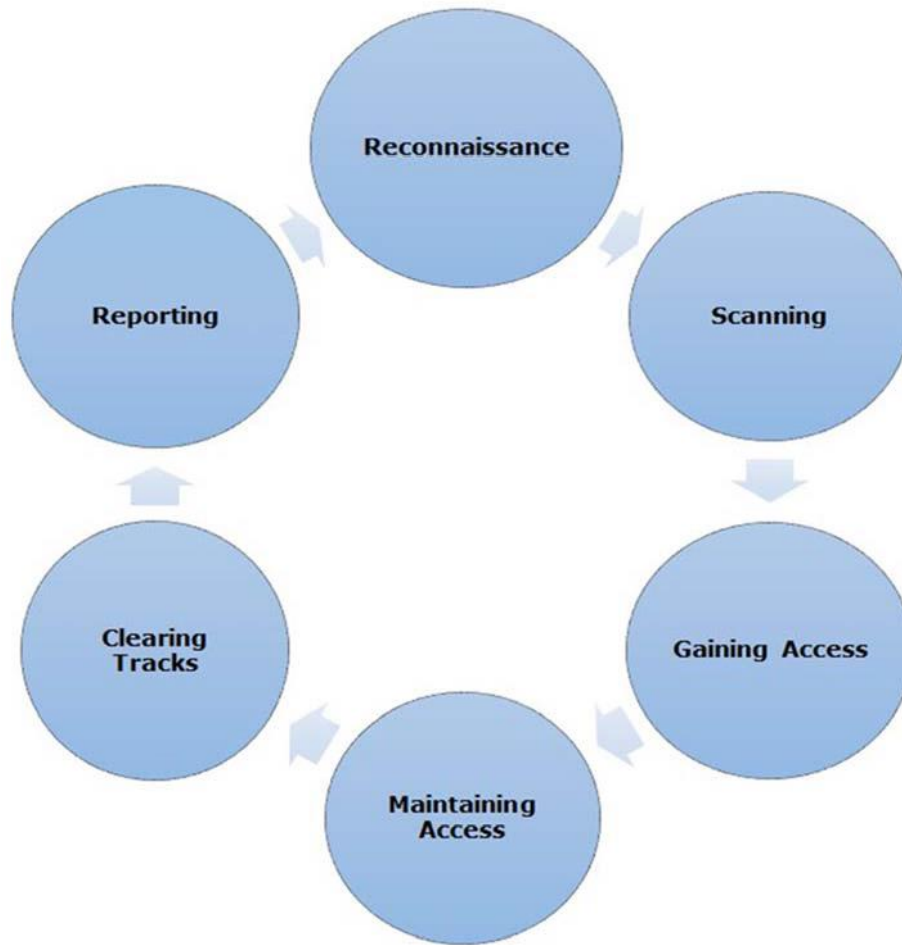 Reconnaissance
Scanning
Gaining Access
Maintaining
Access
Clearing
Tracks
Reporting